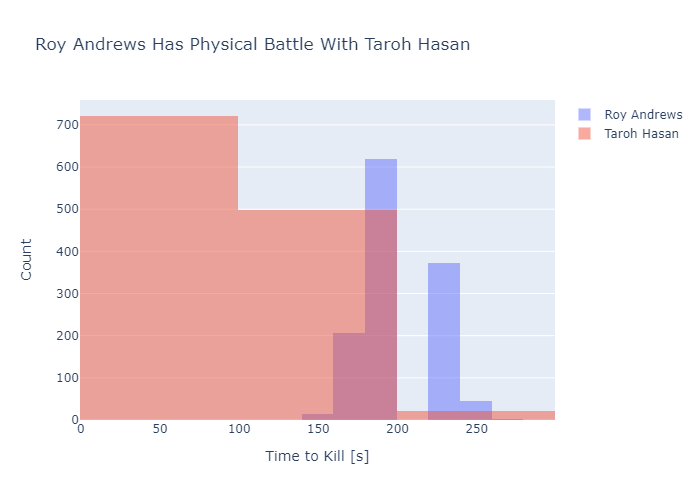 Roy Andrews Has Physical Battle With Taroh Hasan
Roy Andrews
Taroh Hasan
700
600
500
400
300
200
100
0
0 50 100 150 200 250
Count
Time to Kill [s]